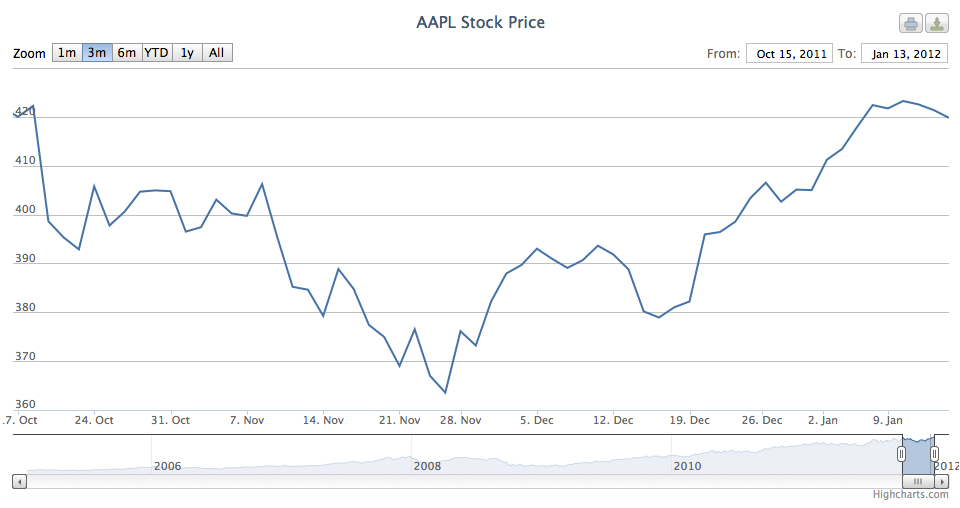 AAPL Stock Price
Zoom 1m 3m 6m YTD 1y All From: Oct 15, 2011 To: Jan 13, 2012
420
410
400
390
380
370
360
7. Oct 24. Oct 31. Oct 7. Nov 14. Nov 21. Nov 28. Nov 5. Dec 12. Dec 19. Dec 26. Dec 2. Jan 9. Jan
2006 2008 2010 2012
Highcharts.com